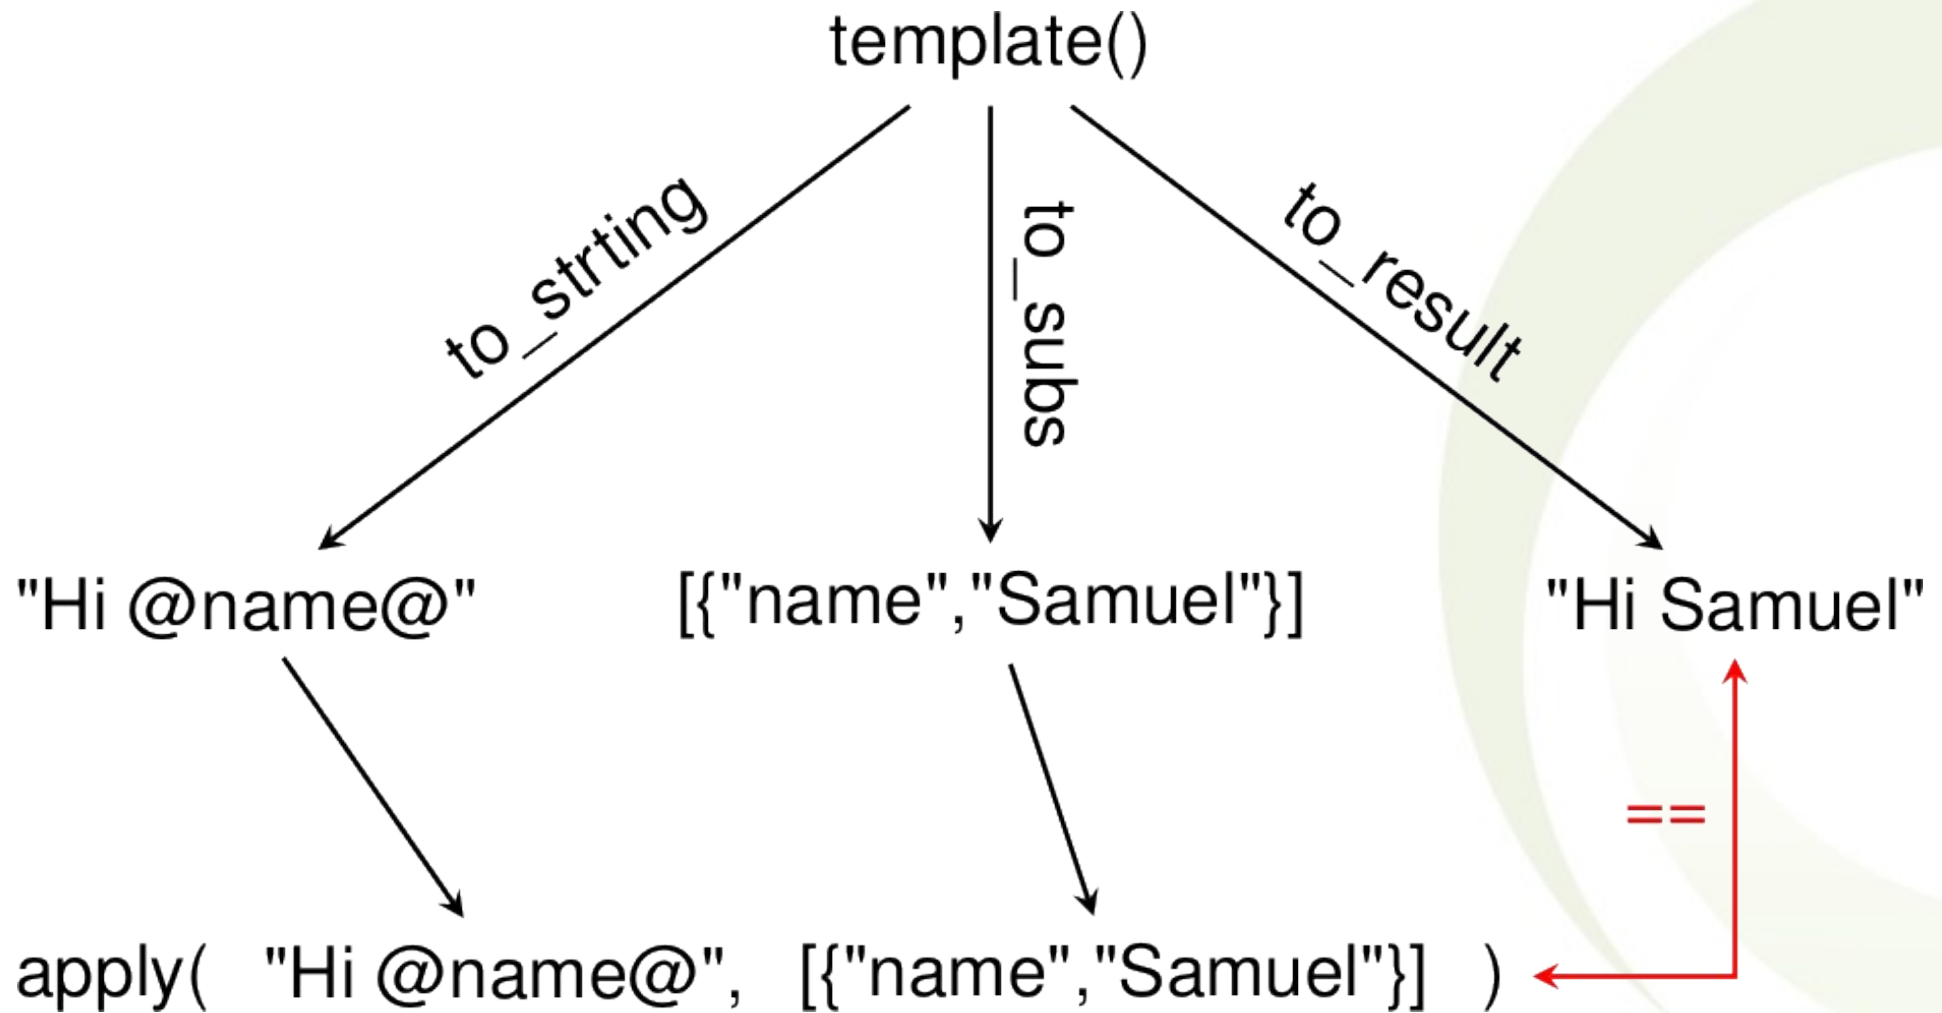 template()
to_strting
to_subs
to_result
"Hi @name@"
[{"name","Samuel"}]
"Hi Samuel"
==
apply( "Hi @name@", [{"name","Samuel"}] )